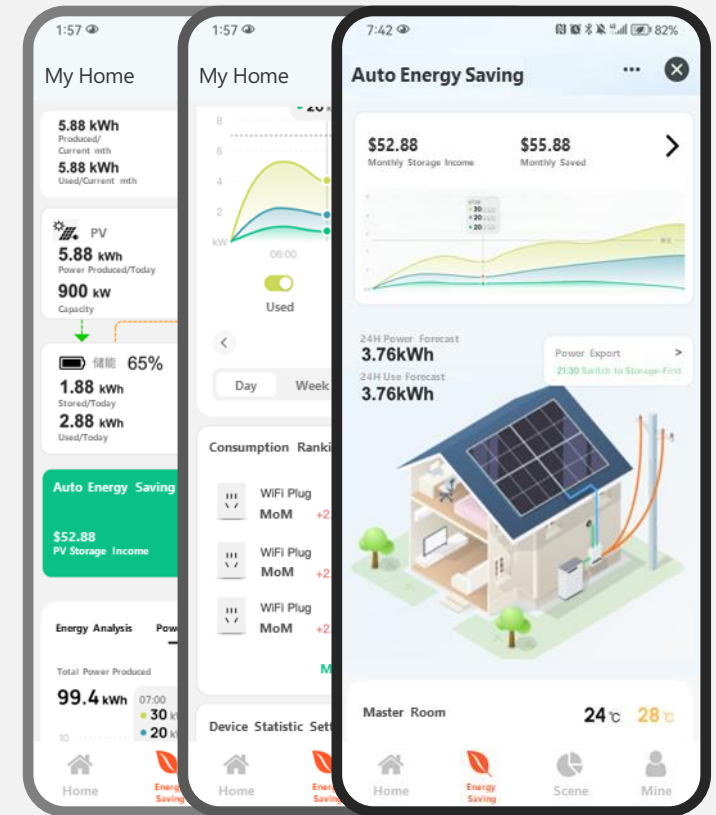 1:57
My Home
5.88 kWh
Produced/
Current mth
5.88 kWh
Used/Current mth
PV
5.88 kWh
Power Produced/Today
900 kW
Capacity
储能 65%
1.88 kWh
Stored/Today
2.88 kWh
Used/Today
Auto Energy Saving
$52.88
PV Storage Income
Energy Analysis
Total Power Produced
99.4 kWh
07:00
30
20
10
Home
Saving
1:57
My Home
8
6
4
2
kW
06:00
Used
Day Week
Consumption
WiFi Plug
MoM
WiFi Plug
MoM
WiFi Plug
MoM
Device Statistic
Home
Saving
7:42 82%
Auto Energy Saving
$52.88 $55.88
Monthly Storage Income Monthly Saved
07:00
30
20
20
24H Power Forecast
3.76kWh
24H Use Forecast
3.76kWh
Power Export >
21:30 Switch to Storage-First
Master Room 24℃ 28℃
Home Energy Saving Scene Mine